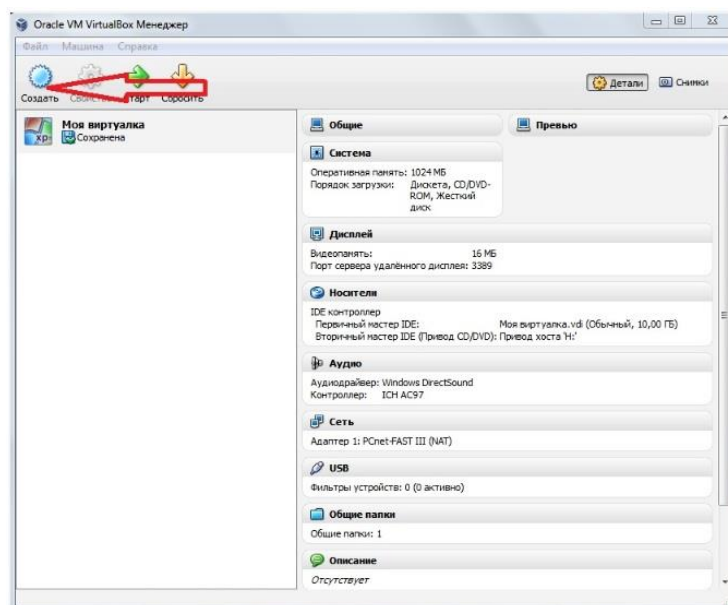 Oracle VM VirtualBox Менеджер
Файл Машина Справка
Создать Свойства Старт Сбросить
Детали Снимки
Моя виртуалка
Сохранена
xp
Общие
Превью
Система
Оперативная память: 1024 МБ
Порядок загрузки: Дискета, CD/DVD-
ROM, Жесткий
диск
Дисплей
Видеопамять: 16 МБ
Порт сервера удалённого дисплея: 3389
Носители
IDE контроллер
Первичный мастер IDE: Моя виртуалка.vdi (Обычный, 10,00 ГБ)
Вторичный мастер IDE (Привод CD/DVD): Привод хоста 'H:'
Аудио
Аудиодрайвер: Windows DirectSound
Контроллер: ICH AC97
Сеть
Адаптер 1: PCnet-FAST III (NAT)
USB
Фильтры устройств: 0 (0 активно)
Общие папки
Общие папки: 1
Описание
Отсутствует